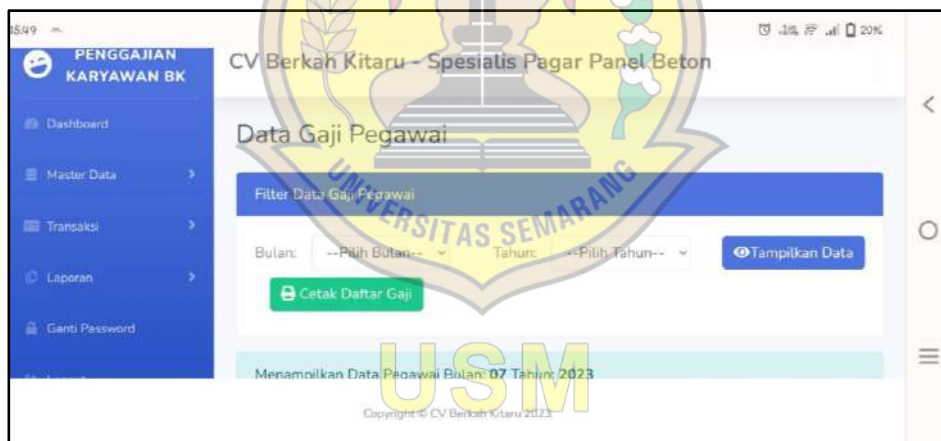 15.49
20%
PENGGAJIAN
KARYAWAN BK
CV Berkah Kitaru - Spesialis Pagar Panel Beton
Dashboard
Data Gaji Pegawai
Master Data
Filter Data Gaji Pegawai
UNIVERSITAS SEMARANG
Transaksi
Bulan: --Pilih Bulan-- Tahun: --Pilih Tahun-- Tampilkan Data
Laporan
Cetak Daftar Gaji
Ganti Password
USM
Menampilkan Data Pegawai Bulan: 07 Tahun: 2023
Copyright © CV Berkah Kitaru 2023